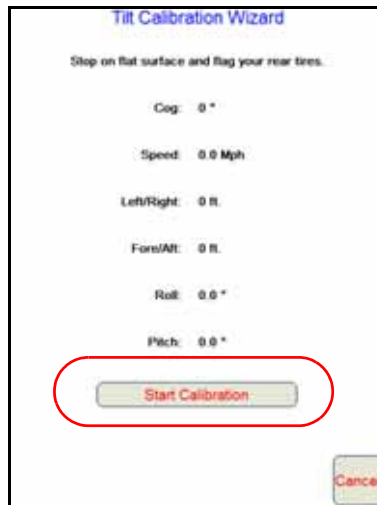 Tilt Calibration Wizard
Stop on flat surface and flag your rear tires.
Cog: 0 °
Speed: 0.0 Mph
Left/Right: 0 ft.
Fore/Aft: 0 ft.
Roll: 0.0 °
Pitch: 0.0 °
Start Calibration
Cance